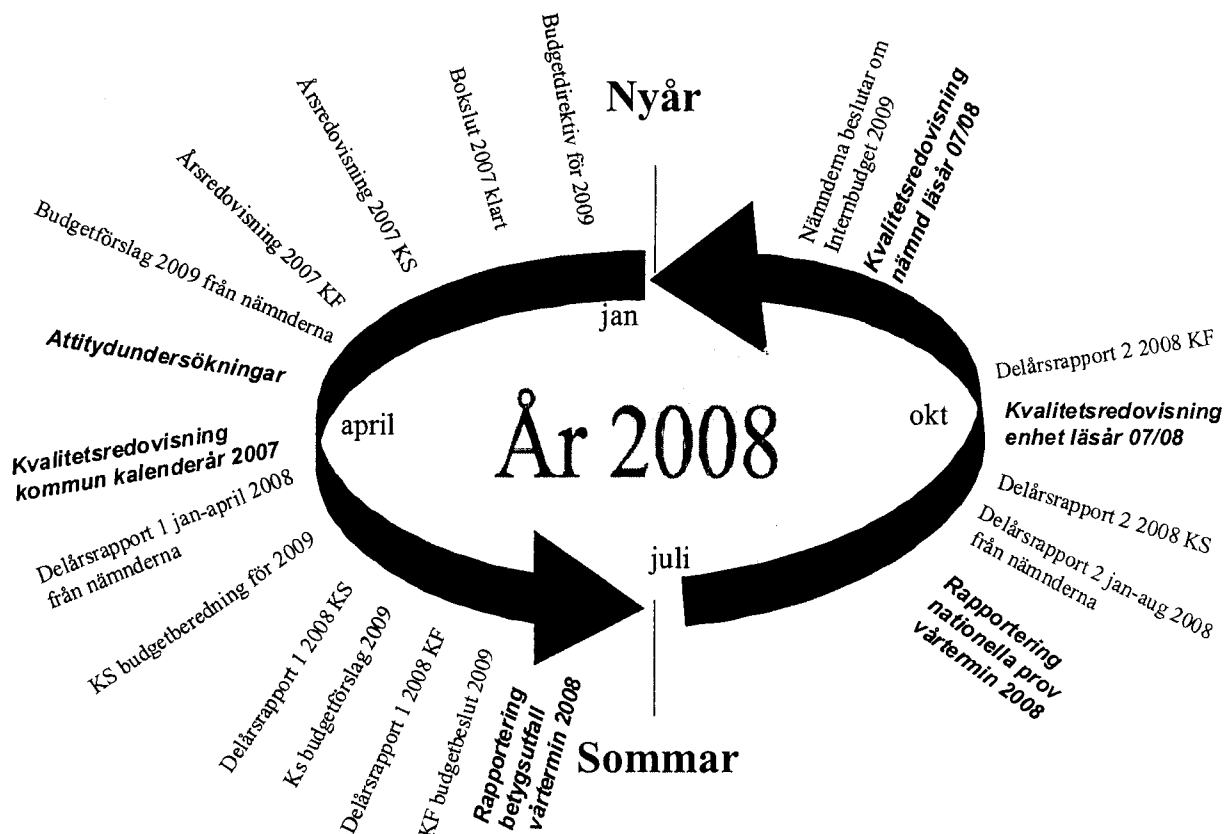 Nyår
Budgetdirektiv för 2009
Bokslut 2007 klart
Årsredovisning 2007 KS
Årsredovisning 2007 KF
Budgetförslag 2009 från nämnderna
Attitydundersökningar
Kvalitetsredovisning
kommun kalenderår 2007
Delårsrapport 1 jan-april 2008
från nämnderna
KS budgetberedning för 2009
Delårsrapport 1 2008 KS
Ks budgetförslag 2009
Delårsrapport 1 2008 KF
KF budgetbeslut 2009
Rapportering
betygsutfall
vårtermin 2008
Sommar
Rapportering
nationella prov
vårtermin 2008
Delårsrapport 2 jan-aug 2008
från nämnderna
Delårsrapport 2 2008 KS
Kvalitetsredovisning
enhet läsår 07/08
Delårsrapport 2 2008 KF
Kvalitetsredovisning
nämnd läsår 07/08
Nämnderna beslutar om
Internbudget 2009
jan
april
År 2008
okt
juli